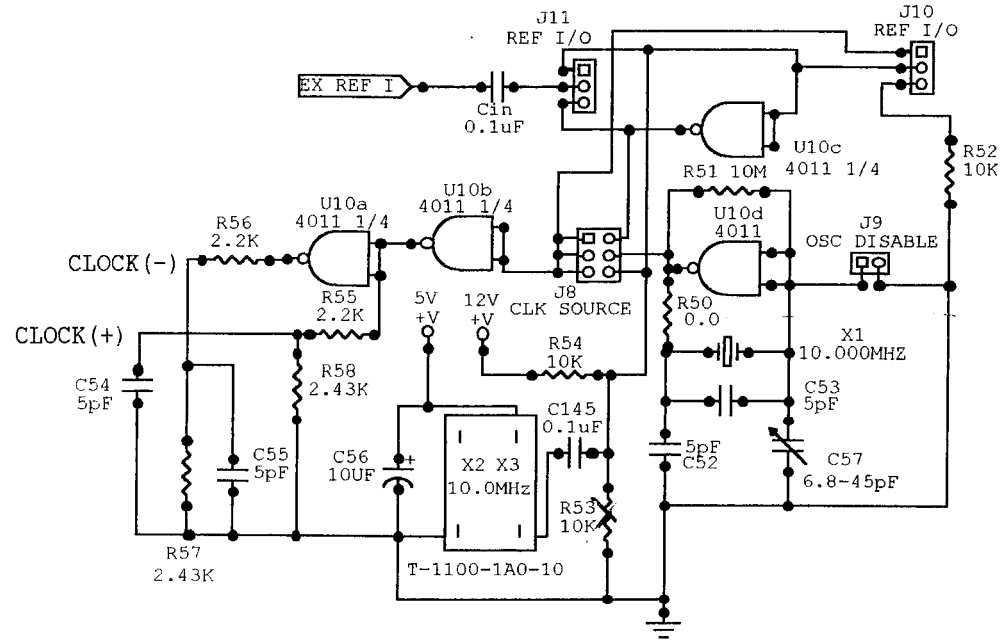 J11
REF I/O
J10
REF I/O
EX REF I
Cin
0.1uF
U10c
4011 1/4
R52
10K
R51 10M
U10b
4011 1/4
U10a
4011 1/4
U10d
4011
J9
OSC DISABLE
R56
2.2K
CLOCK(-)
J8
CLK SOURCE
R55
2.2K
5V
+V
12V
+V
R50
0.0
CLOCK(+)
R54
10K
X1
10.000MHZ
R58
2.43K
C54
5pF
C53
5pF
C145
0.1uF
C55
5pF
C56
10UF
+
X2 X3
10.0MHz
5pF
C52
C57
6.8-45pF
R53
10K
R57
2.43K
T-1100-1A0-10